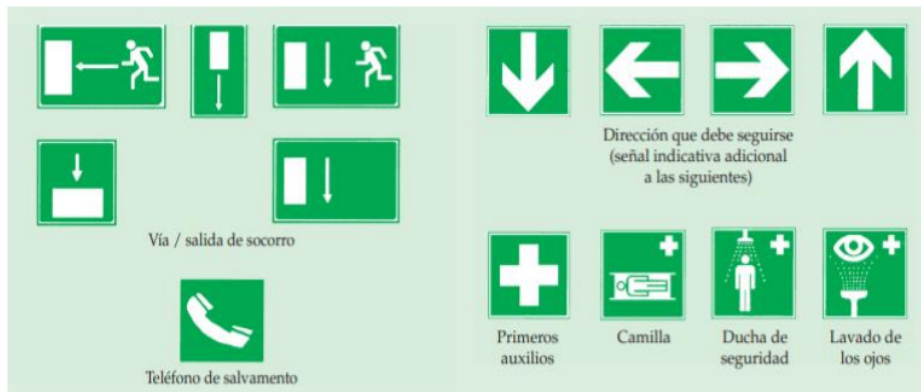 Vía / salida de socorro
Teléfono de salvamento
Dirección que debe seguirse
(señal indicativa adicional
a las siguientes)
Primeros
auxilios
Camilla
Ducha de
seguridad
Lavado de
los ojos